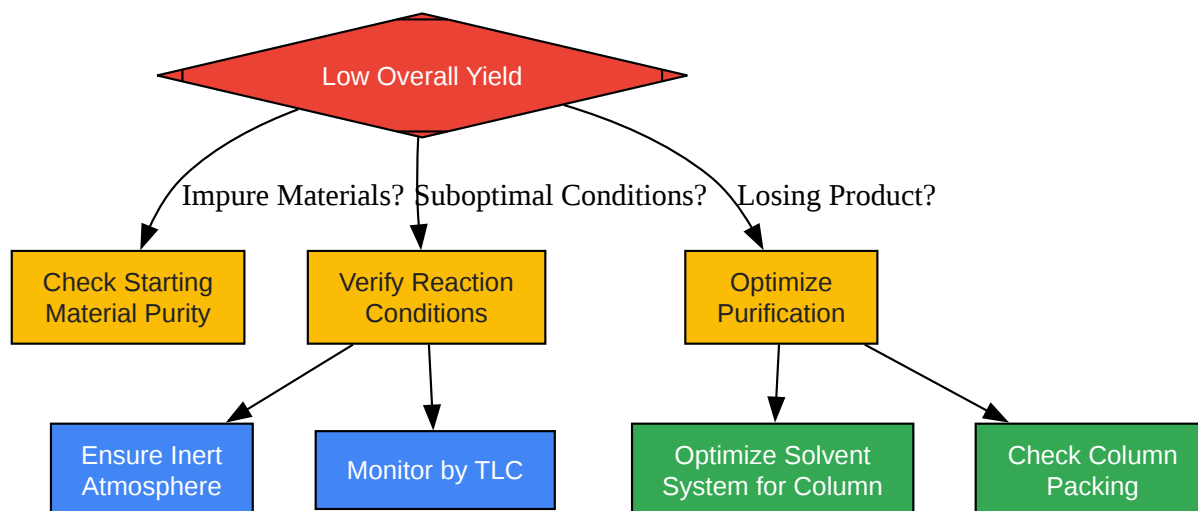 Low Overall Yield
Impure Materials?
Suboptimal Conditions?
Losing Product?
Check Starting
Material Purity
Verify Reaction
Conditions
Optimize
Purification
Ensure Inert
Atmosphere
Monitor by TLC
Optimize Solvent
System for Column
Check Column
Packing